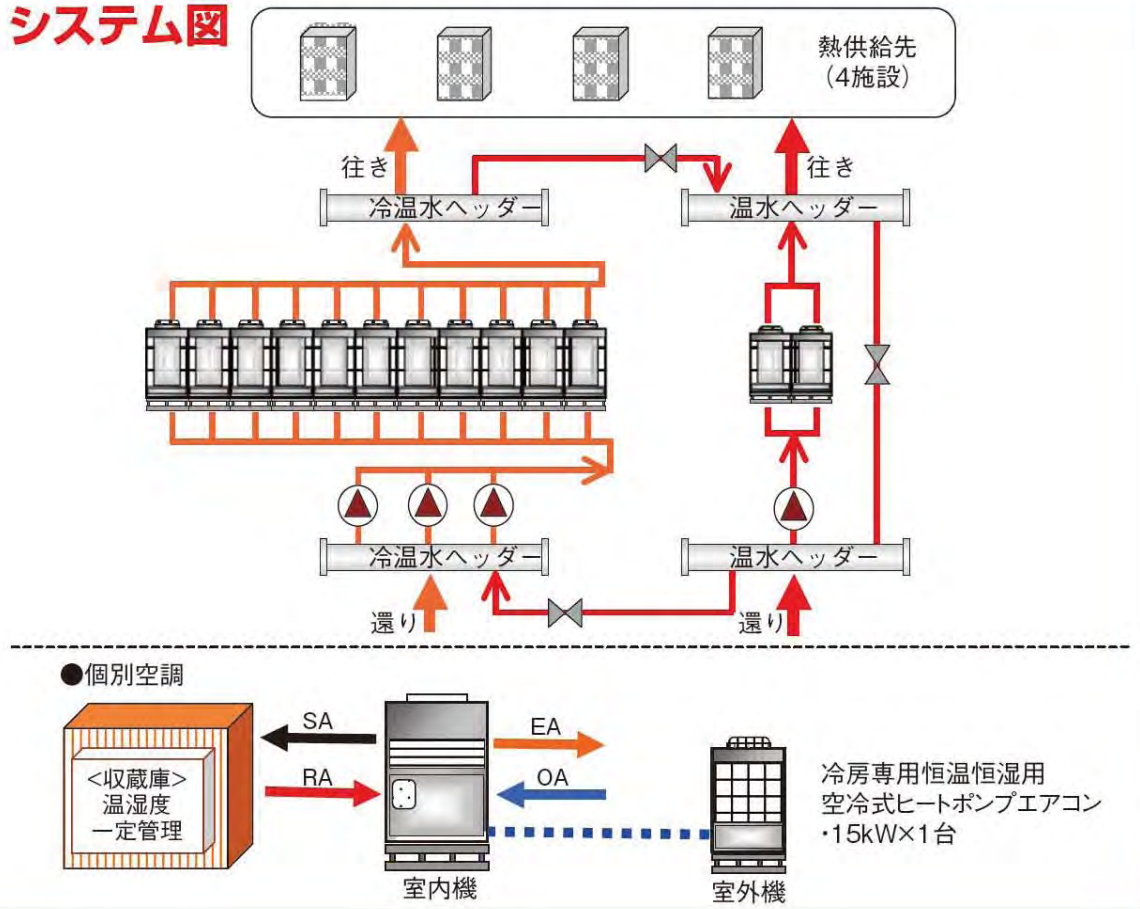 システム図
熱供給先
（4施設）
往き
往き
冷温水ヘッダー
温水ヘッダー
冷温水ヘッダー
温水ヘッダー
還り
還り
●個別空調
SA
EA
RA
OA
<収蔵庫>
温湿度
一定管理
冷房専用恒温恒湿用
空冷式ヒートポンプエアコン
・15kW×1台
室内機
室外機